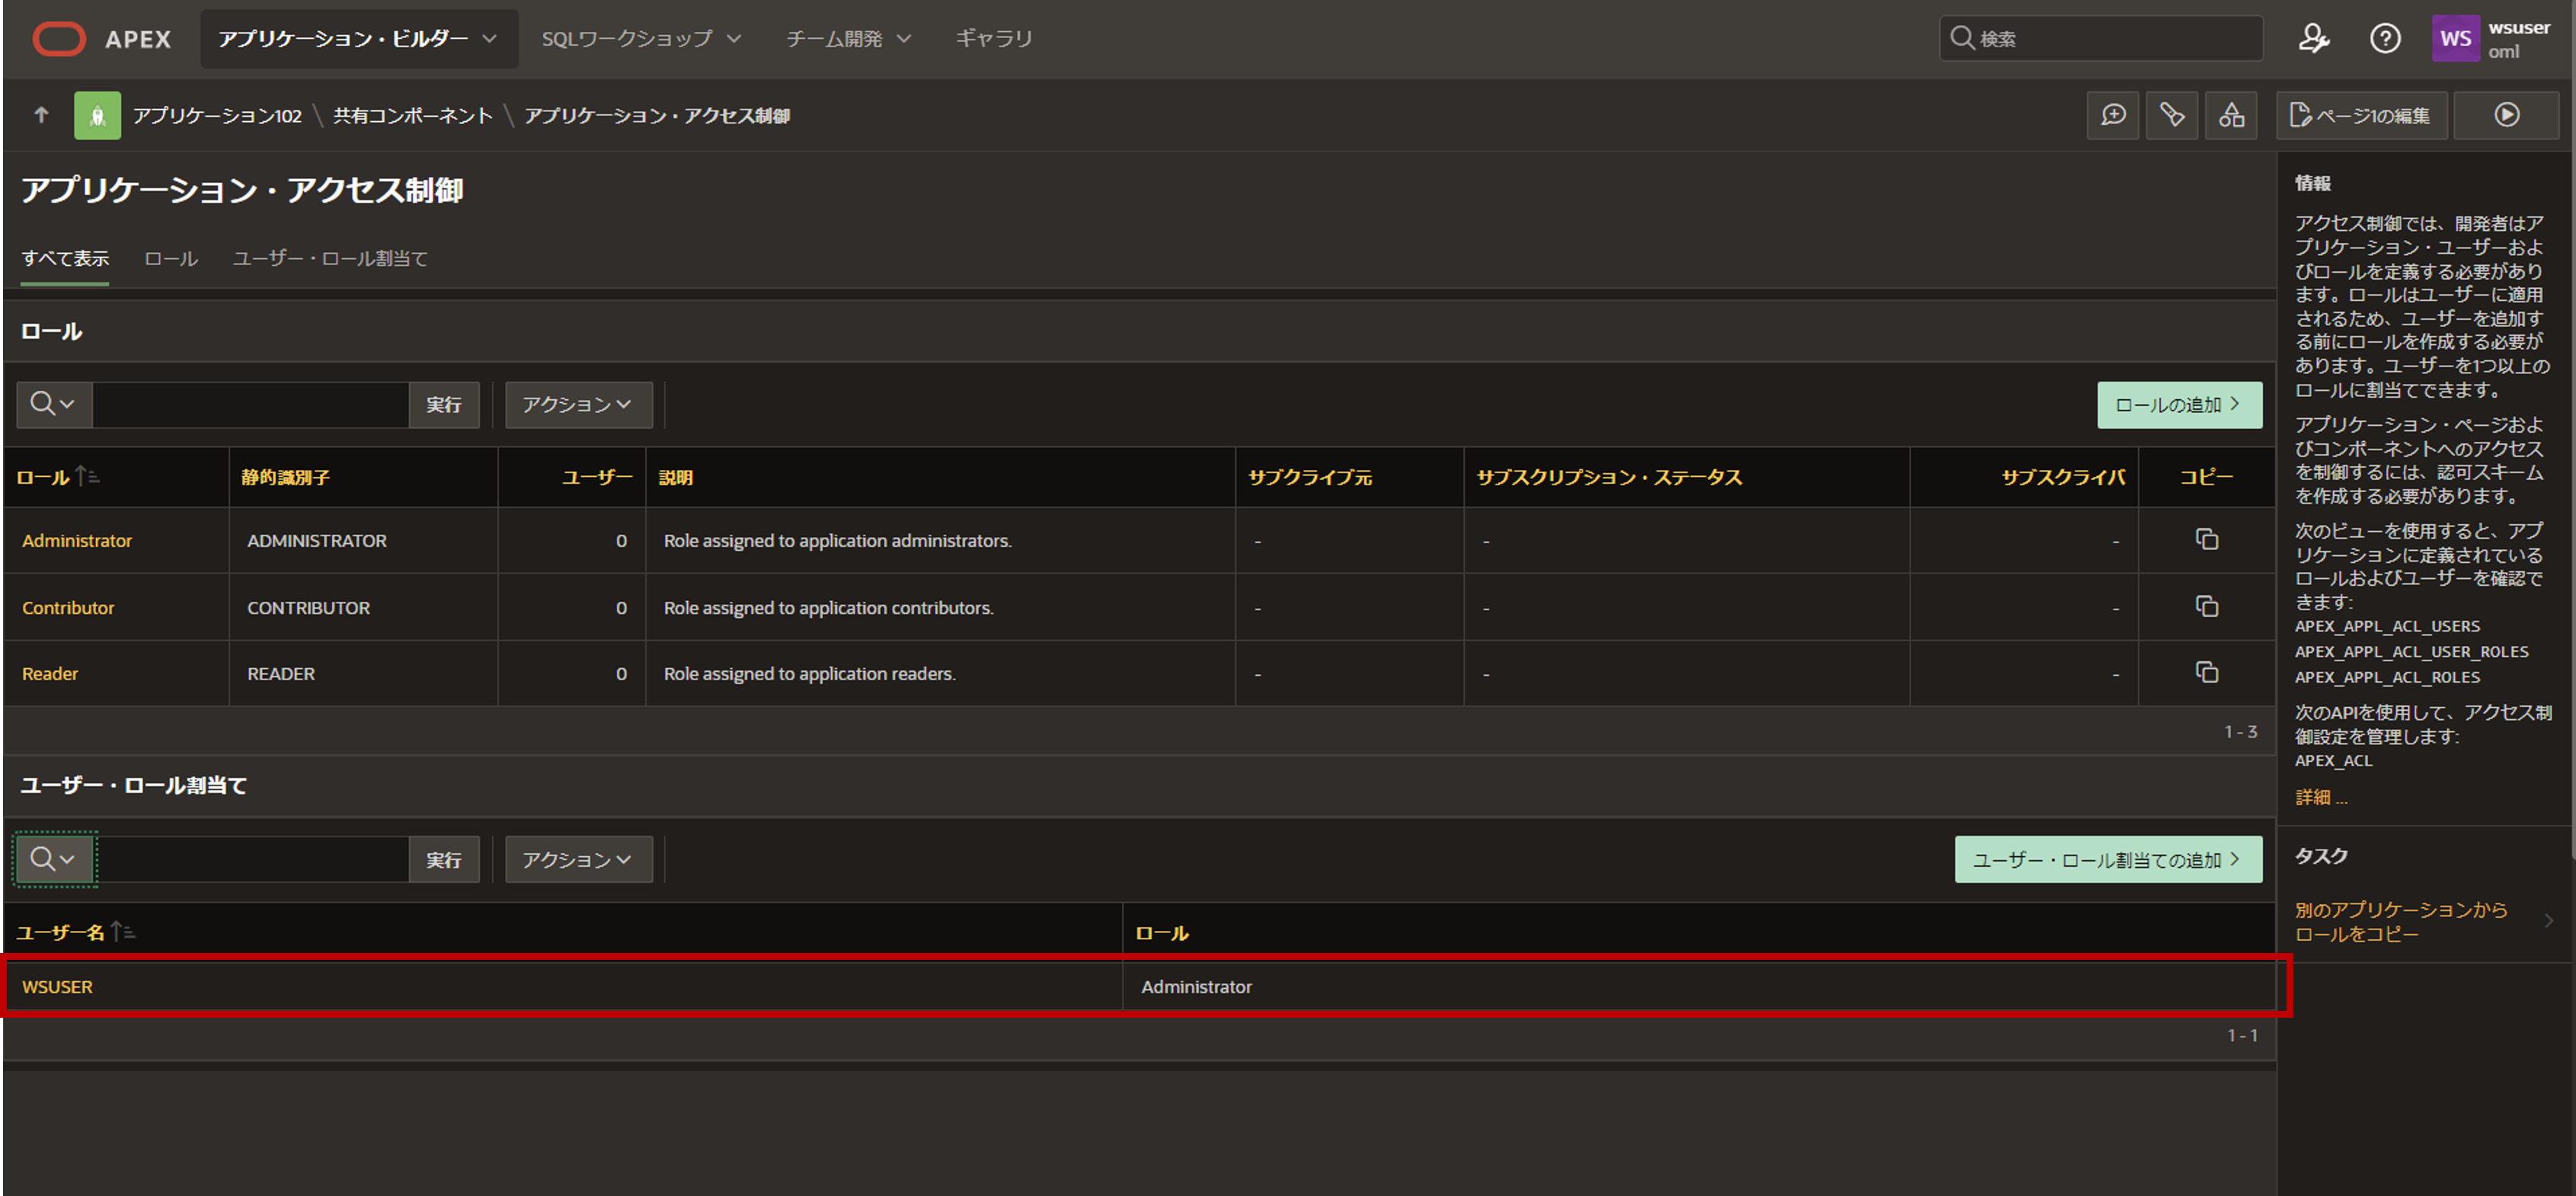 APEX
アプリケーション・ビルダー
SQLワークショップ
チーム開発
ギャラリ
検索
WS
wsuser
oml
アプリケーション102 \ 共有コンポーネント \ アプリケーション・アクセス制御
ページ1の編集
アプリケーション・アクセス制御
すべて表示 ロール ユーザー・ロール割当て
ロール
実行
アクション
ロールの追加
ロール 静的識別子 ユーザー 説明 サブクライブ元 サブスクリプション・ステータス サブスクライバ コピー
Administrator ADMINISTRATOR 0 Role assigned to application administrators. - - -
Contributor CONTRIBUTOR 0 Role assigned to application contributors. - - -
Reader READER 0 Role assigned to application readers. - - -
1 - 3
ユーザー・ロール割当て
実行
アクション
ユーザー・ロール割当ての追加
ユーザー名 ロール
WSUSER Administrator
1 - 1
情報
アクセス制御では、開発者はア
プリケーション・ユーザーおよ
びロールを定義する必要があり
ます。ロールはユーザーに適用
されるため、ユーザーを追加す
る前にロールを作成する必要が
あります。ユーザーを1つ以上の
ロールに割当てできます。
アプリケーション・ページおよ
びコンポーネントへのアクセス
を制御するには、認可スキーム
を作成する必要があります。
次のビューを使用すると、アプ
リケーションに定義されている
ロールおよびユーザーを確認で
きます:
APEX_APPL_ACL_USERS
APEX_APPL_ACL_USER_ROLES
APEX_APPL_ACL_ROLES
次のAPIを使用して、アクセス制
御設定を管理します:
APEX_ACL
詳細 ...
タスク
別のアプリケーションから
ロールをコピー